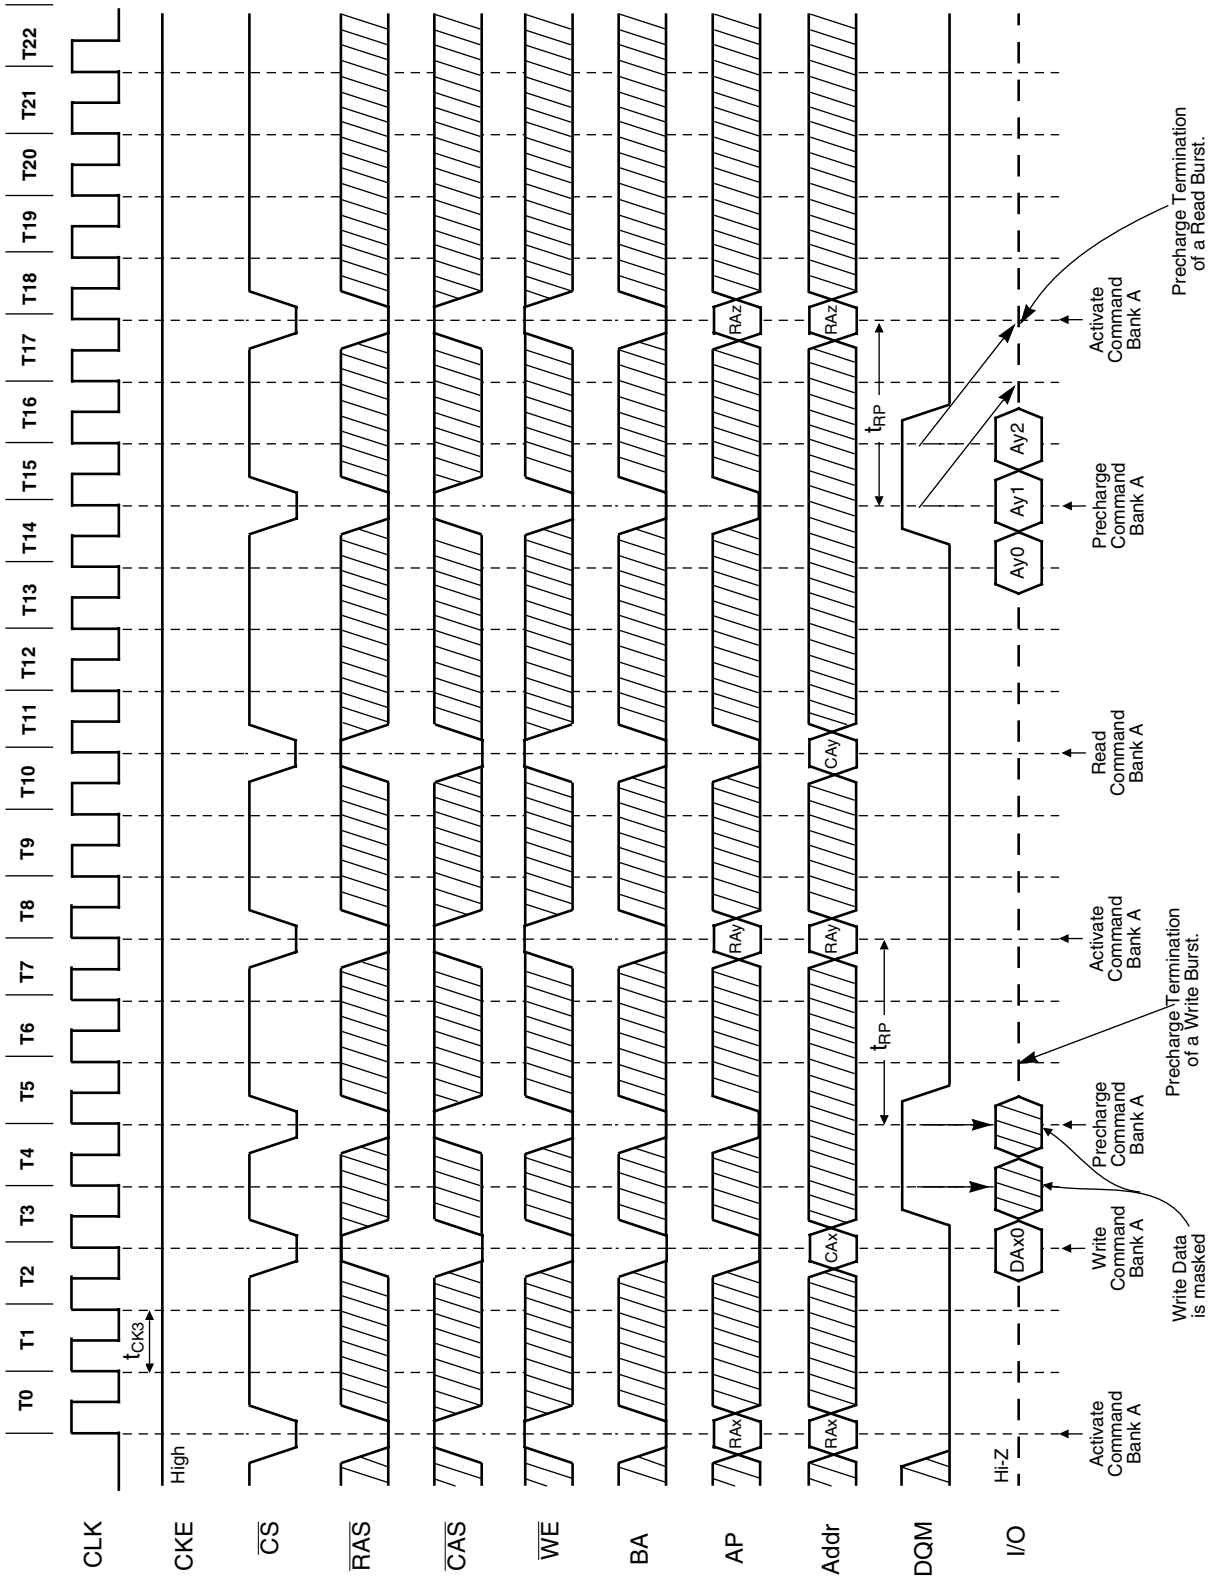 T0 T1 T2 T3 T4 T5 T6 T7 T8 T9 T10 T11 T12 T13 T14 T15 T16 T17 T18 T19 T20 T21 T22
CLK
tCK3
CKE
High
CS
RAS
CAS
WE
BA
AP
RAx RAy RAz
Addr
RAx CAx RAy CAy RAz
tRP tRP
DQM
I/O
Hi-Z
DAx0 Ay0 Ay1 Ay2
Activate
Command
Bank A
Write
Command
Bank A
Precharge
Command
Bank A
Activate
Command
Bank A
Read
Command
Bank A
Precharge
Command
Bank A
Activate
Command
Bank A
Write Data
is masked
Precharge Termination
of a Write Burst.
Precharge Termination
of a Read Burst.